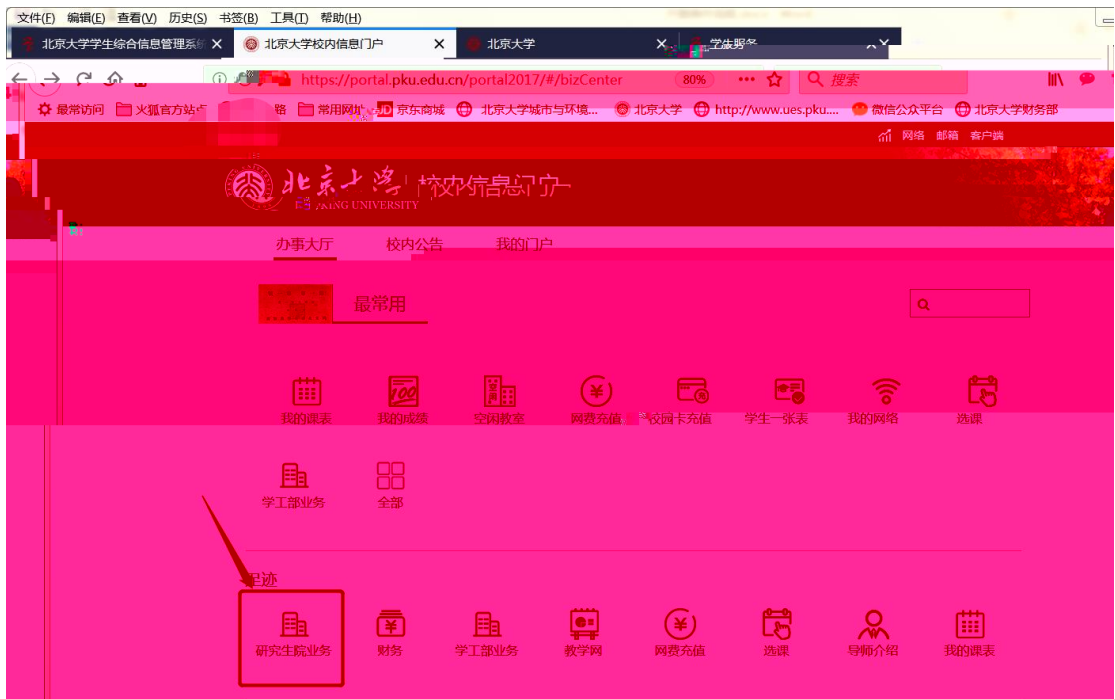 文件(F) 编辑(E) 查看(V) 历史(S) 书签(B) 工具(T) 帮助(H)
北京大学学生综合信息管理系统 北京大学校内信息门户 北京大学
https://portal.pku.edu.cn/portal2017/#/bizCenter 80% 搜索
最常访问 火狐官方站点 常用网址 京东商城 北京大学城市与环境... 北京大学 http://www.ues.pku.... 微信公众平台 北京大学财务部
网络 邮箱 客户端
北京大学 校内信息门户
UNIVERSITY
办事大厅 校内公告 我的门户
最常用
我的课表 我的成绩 空闲教室 网费充值 校园卡充值 学生一张表 我的网络 选课
学工部业务 全部
足迹
研究生院业务 财务 学工部业务 教学网 网费充值 选课 导师介绍 我的课表